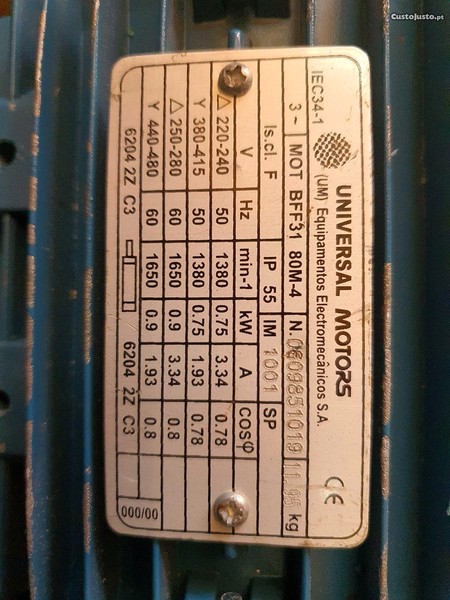 CustoJusto.pt
UNIVERSAL MOTORS
(UM) Equipamentos Electromecânicos S.A.
IEC34-1 CE
3~ MOT BFF31 80M-4 N.0609851019 kg
Is.cl. F IP 55 IM 1001 SP
V Hz min-1 kW A cosφ
△ 220-240 50 1380 0.75 3.34 0.78
Y 380-415 50 1380 0.75 1.93 0.78
△ 250-280 60 1650 0.9 3.34 0.8
Y 440-480 60 1650 0.9 1.93 0.8
6204 2Z C3 6204 2Z C3 000/00